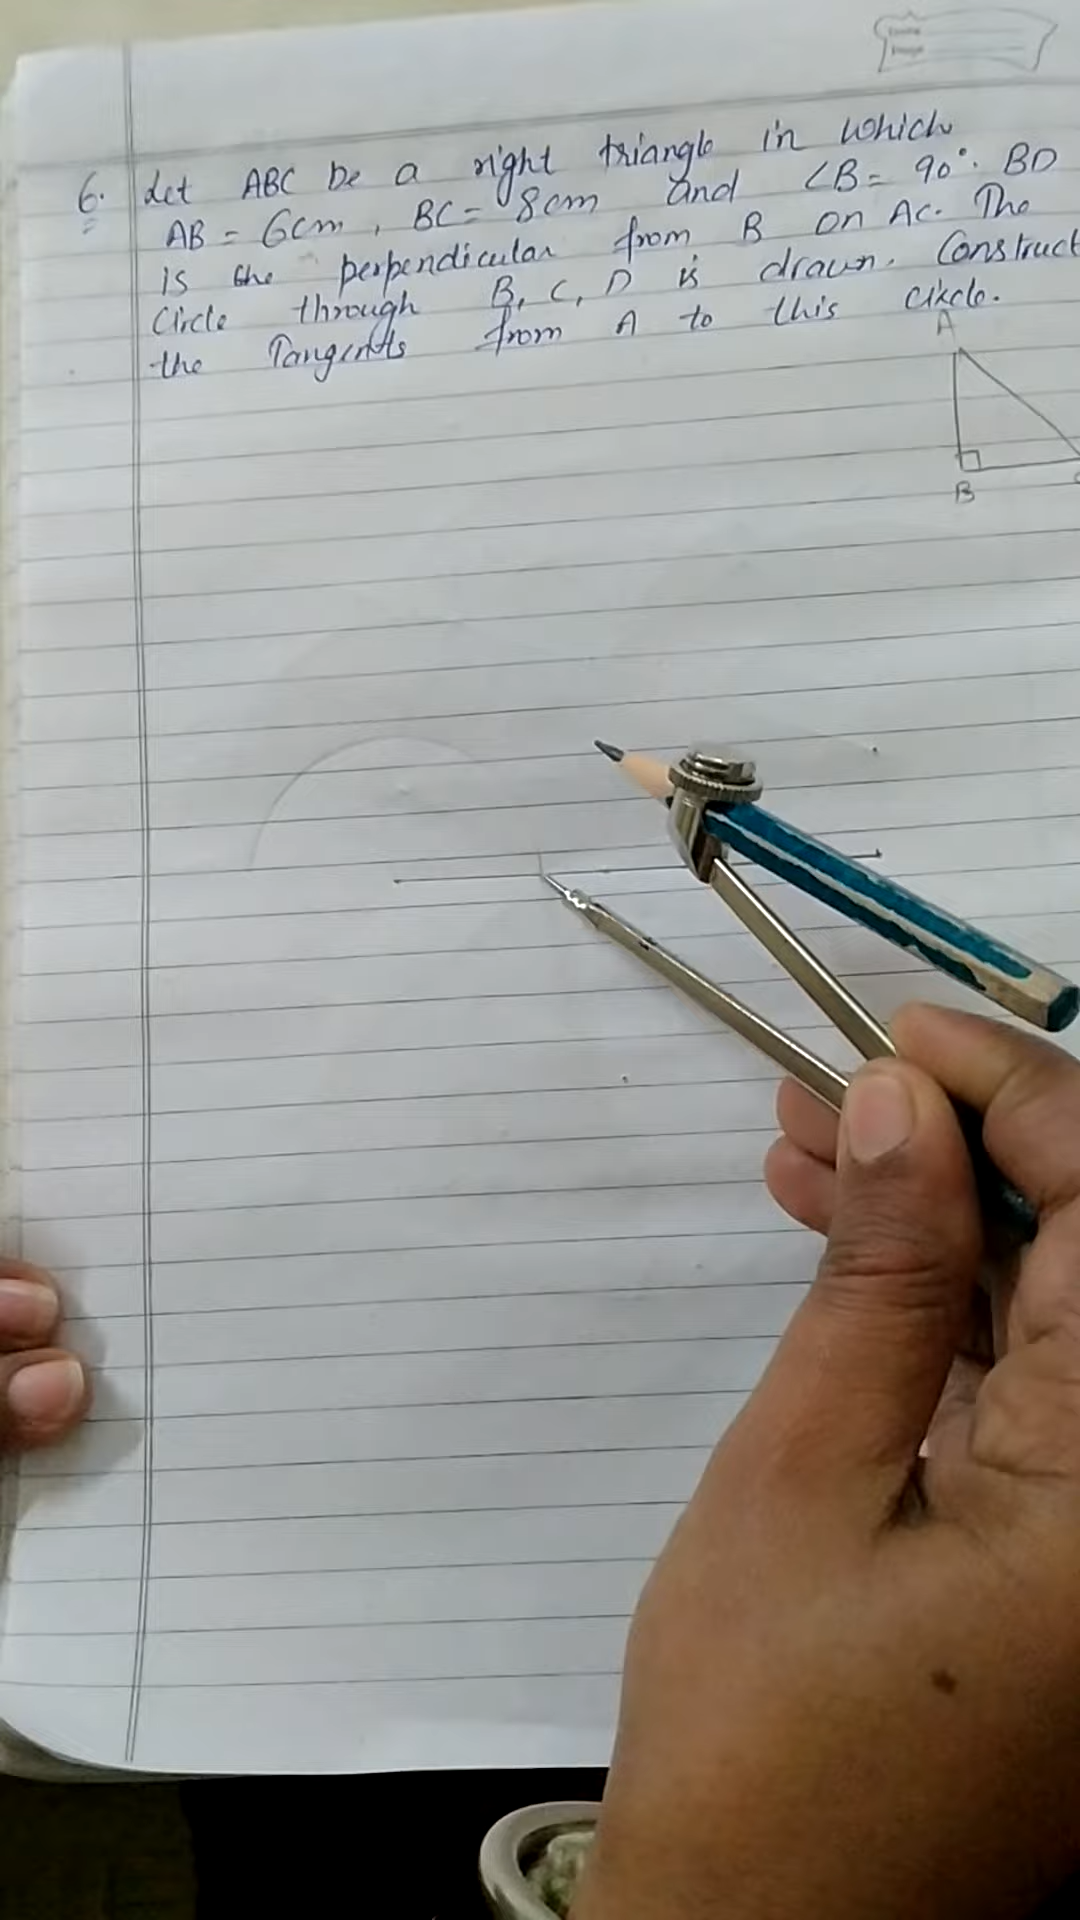 6. Let ABC be a right triangle in which
AB = 6cm, BC = 8cm and ∠B = 90°. BD
is the perpendicular from B on AC. The
Circle through B, C, D is drawn. Construct
the Tangents from A to this circle.
A
B